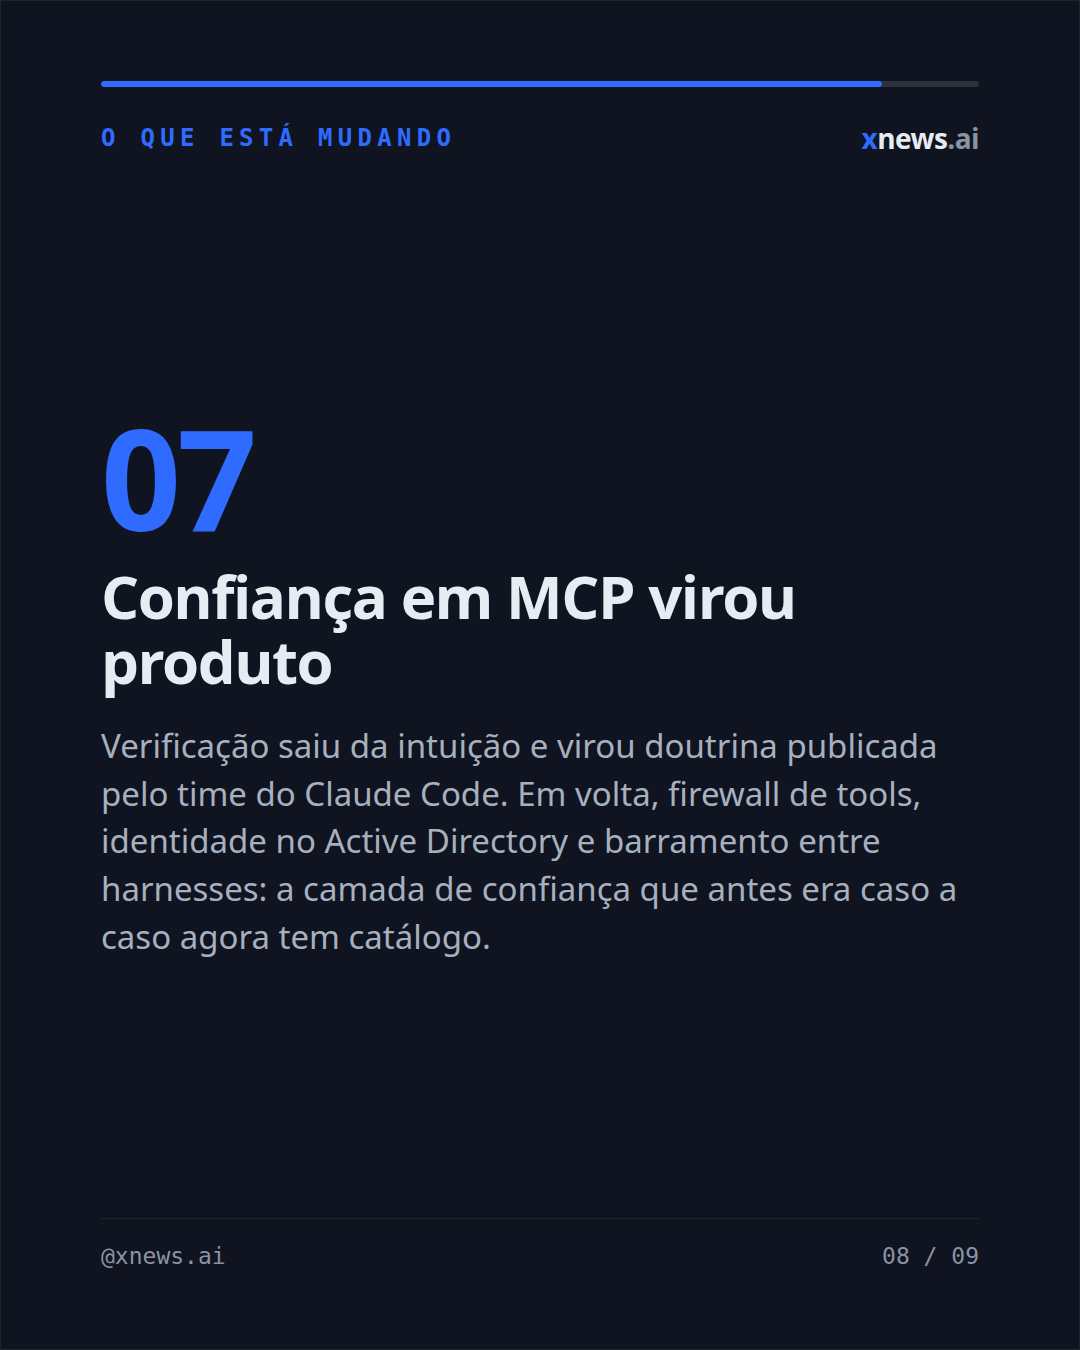 O QUE ESTÁ MUDANDO
xnews.ai
07
Confiança em MCP virou
produto
Verificação saiu da intuição e virou doutrina publicada
pelo time do Claude Code. Em volta, firewall de tools,
identidade no Active Directory e barramento entre
harnesses: a camada de confiança que antes era caso a
caso agora tem catálogo.
@xnews.ai
08 / 09